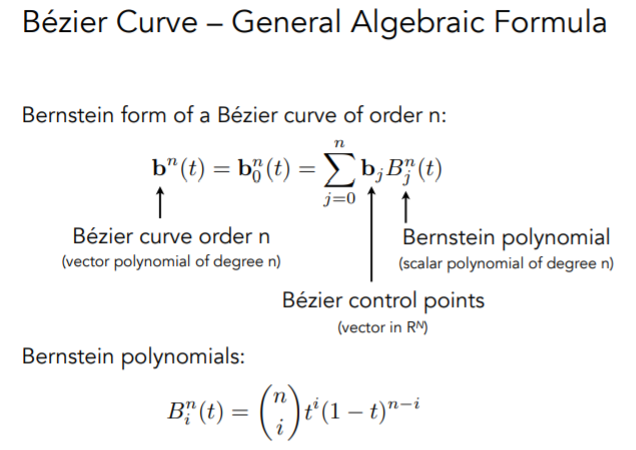 Bézier Curve – General Algebraic Formula
Bernstein form of a Bézier curve of order n:
$\mathbf{b}^n(t) = \mathbf{b}_0^n(t) = \sum_{j=0}^{n} \mathbf{b}_j B_j^n(t)$
Bézier curve order n
(vector polynomial of degree n)
Bernstein polynomial
(scalar polynomial of degree n)
Bézier control points
(vector in Rᴺ)
Bernstein polynomials:
$B_i^n(t) = \binom{n}{i} t^i (1 - t)^{n-i}$